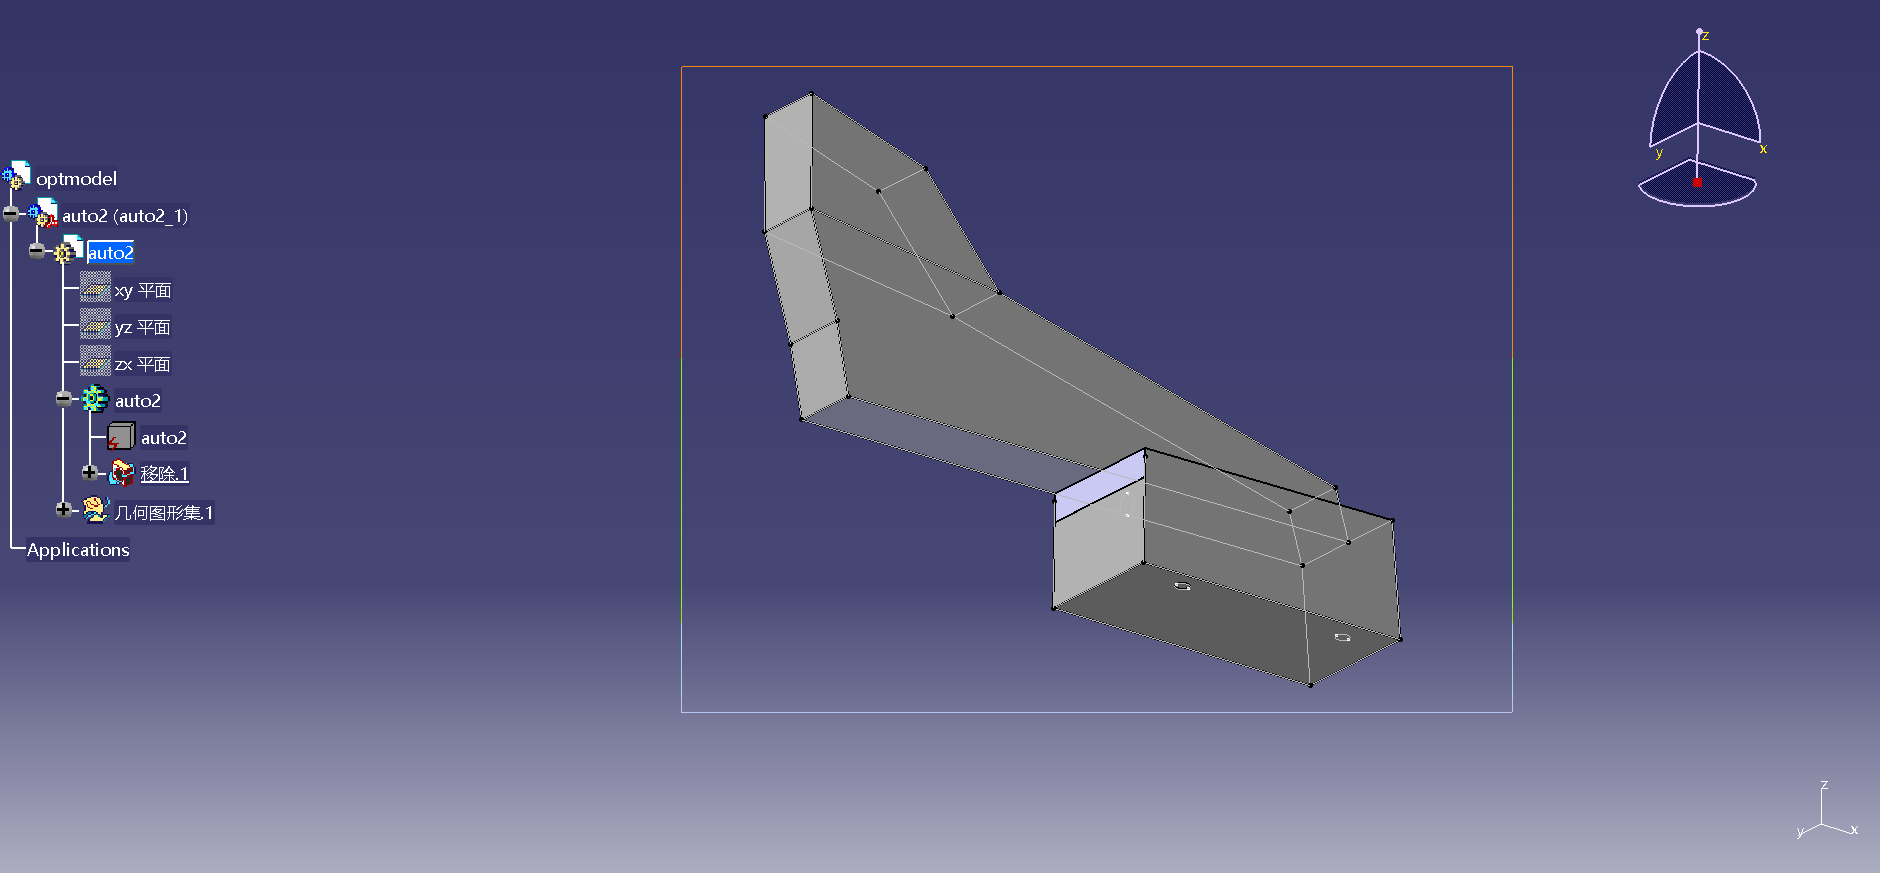 optmodel
auto2 (auto2_1)
auto2
xy 平面
yz 平面
zx 平面
auto2
auto2
移除.1
几何图形集.1
Applications
z
y
x
z
y
x